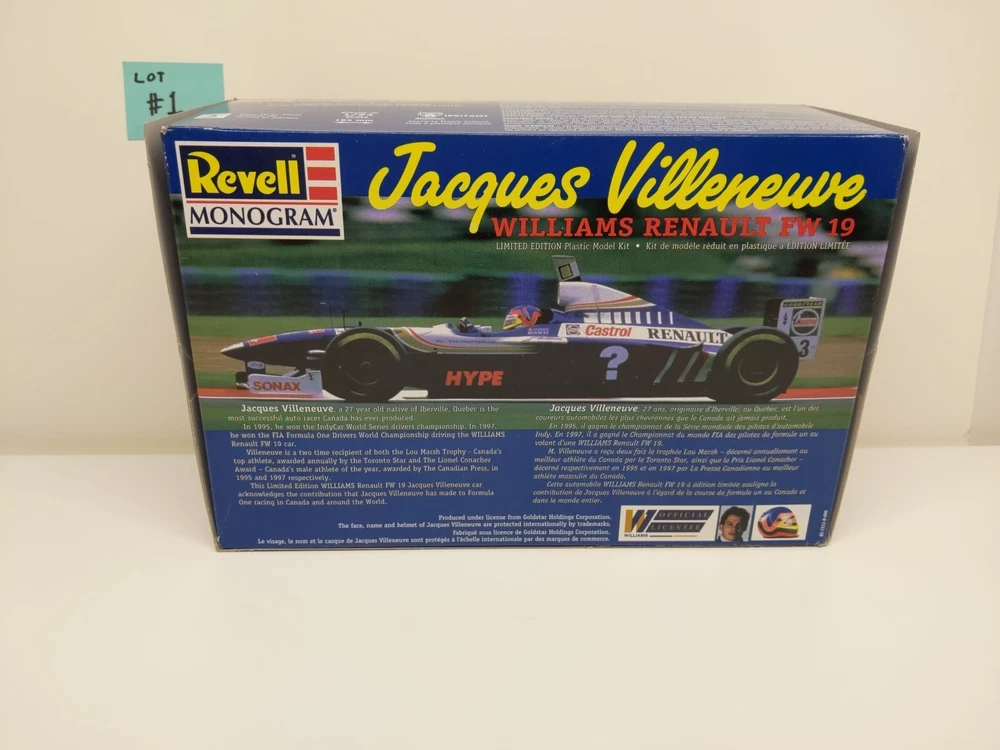 LOT
#1
Revell
MONOGRAM
Jacques Villeneuve
WILLIAMS RENAULT FW 19
LIMITED EDITION Plastic Model Kit • Kit de modèle réduit en plastique à ÉDITION LIMITÉE
Castrol
RENAULT
?
HYPE
SONAX
GOODYEAR
Castrol
3
Jacques Villeneuve, a 27 year old native of Iberville, Quebec is the
most successful auto racer Canada has ever produced.
In 1995, he won the IndyCar World Series drivers championship. In 1997,
he won the FIA Formula One Drivers World Championship driving the WILLIAMS
Renault FW 19 car.
Villeneuve is a two time recipient of both the Lou Marsh Trophy - Canada's
top athlete, awarded annually by the Toronto Star and The Lionel Conacher
Award - Canada's male athlete of the year, awarded by The Canadian Press, in
1995 and 1997 respectively.
This Limited Edition WILLIAMS Renault FW 19 Jacques Villeneuve car
acknowledges the contribution that Jacques Villeneuve has made to Formula
One racing in Canada and around the World.
Jacques Villeneuve, 27 ans, originaire d'Iberville, au Québec, est l'un des
coureurs automobiles les plus chevronnés que le Canada ait jamais produit.
En 1995, il a gagné le championnat de la Série mondiale des pilotes d'automobile
Indy. En 1997, il a gagné le Championnat du monde FIA des pilotes de formule un au
volant d'une WILLIAMS Renault FW 19.
M. Villeneuve a reçu deux fois le trophée Lou Marsh - décerné annuellement au
meilleur athlète du Canada par le Toronto Star, ainsi que le Prix Lionel Conacher -
décerné respectivement en 1995 et en 1997 par La Presse Canadienne au meilleur
athlète masculin du Canada.
Cette automobile WILLIAMS Renault FW 19 à édition limitée souligne la
contribution de Jacques Villeneuve à l'égard de la course de formule un au Canada et
dans le monde entier.
Produced under license from Goldstar Holdings Corporation.
The face, name and helmet of Jacques Villeneuve are protected internationally by trademarks.
Fabriqué sous licence de Goldstar Holdings Corporation.
Le visage, le nom et le casque de Jacques Villeneuve sont protégés à l'échelle internationale par des marques de commerce.
OFFICIAL
LICENSEE
WILLIAMS